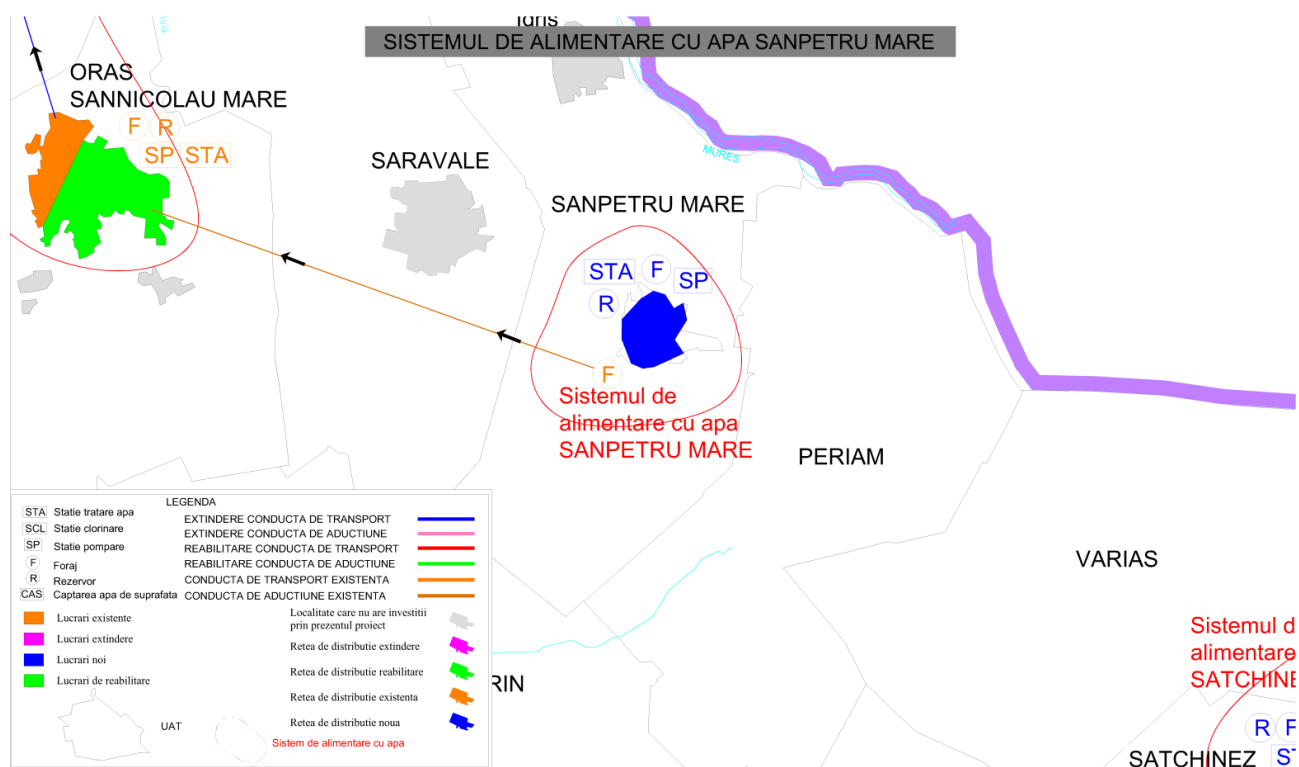 Igris
SISTEMUL DE ALIMENTARE CU APA SANPETRU MARE
ORAS
SANNICOLAU MARE
F R
SP STA
SARAVALE
MURES
SANPETRU MARE
STA F SP
R
F
Sistemul de
alimentare cu apa
SANPETRU MARE
PERIAM
VARIAS
Sistemul d
alimentare
SATCHINE
RIN
R F
ST
SATCHINEZ
LEGENDA
STA Statie tratare apa
SCL Statie clorinare
SP Statie pompare
F Foraj
R Rezervor
CAS Captarea apa de suprafata
EXTINDERE CONDUCTA DE TRANSPORT
EXTINDERE CONDUCTA DE ADUCTIUNE
REABILITARE CONDUCTA DE TRANSPORT
REABILITARE CONDUCTA DE ADUCTIUNE
CONDUCTA DE TRANSPORT EXISTENTA
CONDUCTA DE ADUCTIUNE EXISTENTA
Lucrari existente
Lucrari extindere
Lucrari noi
Lucrari de reabilitare
Localitate care nu are investitii
prin prezentul proiect
Retea de distributie extindere
Retea de distributie reabilitare
Retea de distributie existenta
Retea de distributie noua
UAT
Sistem de alimentare cu apa